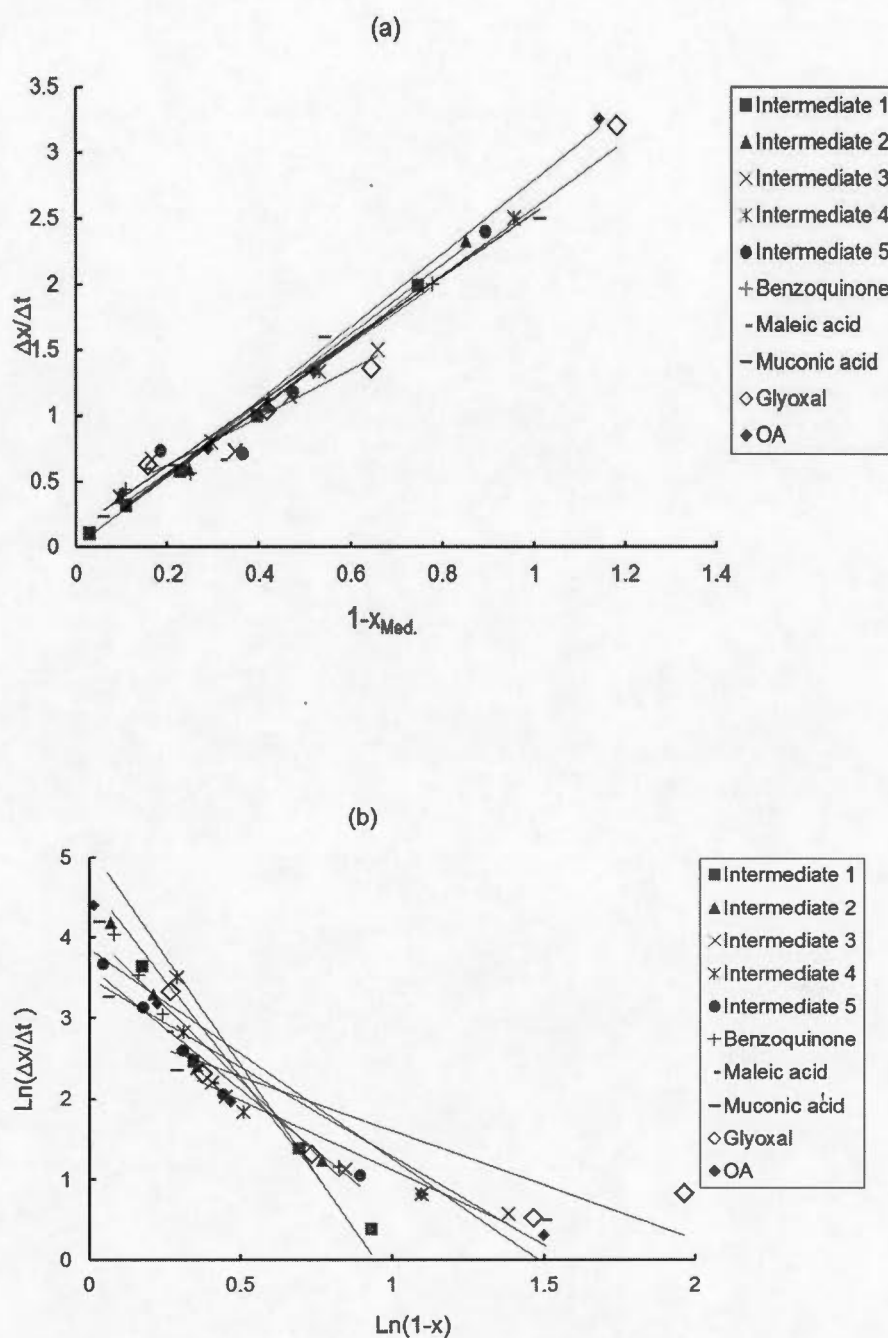 (a)
Δx/Δt
3.5
3
2.5
2
1.5
1
0.5
0
0 0.2 0.4 0.6 0.8 1 1.2 1.4
1-xMed.
Intermediate 1
Intermediate 2
Intermediate 3
Intermediate 4
Intermediate 5
Benzoquinone
Maleic acid
Muconic acid
Glyoxal
OA
(b)
Ln(Δx/Δt)
5
4
3
2
1
0
0 0.5 1 1.5 2
Ln(1-x)
Intermediate 1
Intermediate 2
Intermediate 3
Intermediate 4
Intermediate 5
Benzoquinone
Maleic acid
Muconic acid
Glyoxal
OA